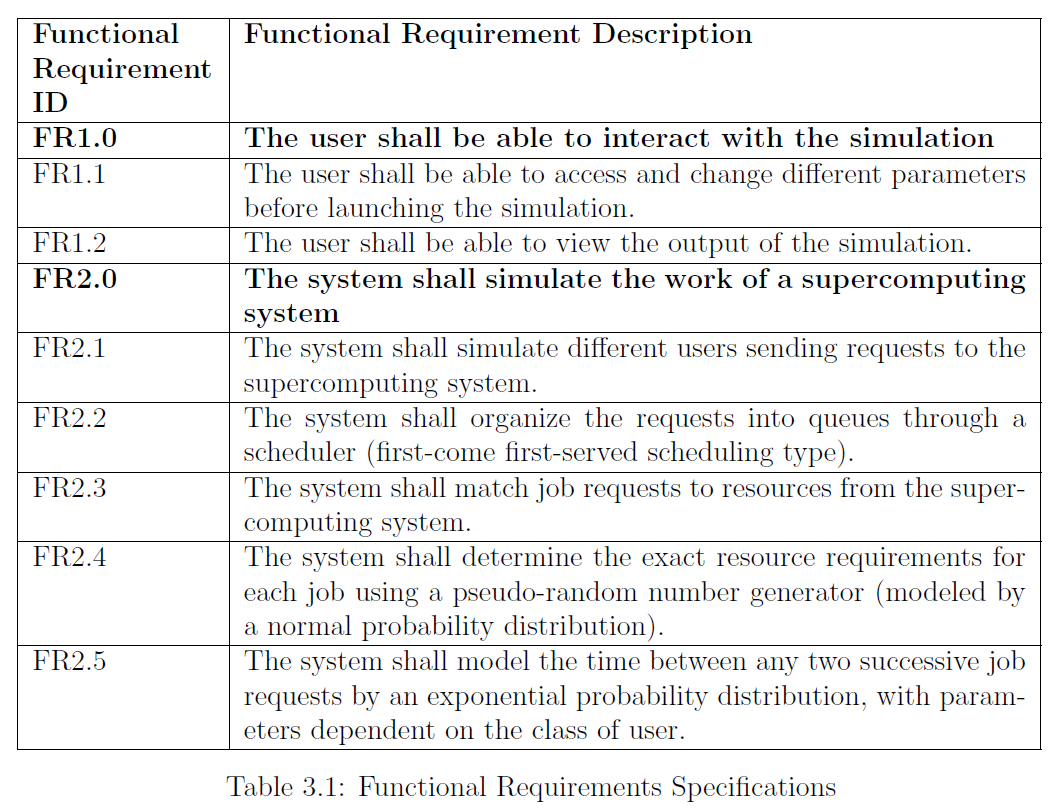 Functional Functional Requirement Description
Requirement
ID
FR1.0 The user shall be able to interact with the simulation
FR1.1 The user shall be able to access and change different parameters
before launching the simulation.
FR1.2 The user shall be able to view the output of the simulation.
FR2.0 The system shall simulate the work of a supercomputing
system
FR2.1 The system shall simulate different users sending requests to the
supercomputing system.
FR2.2 The system shall organize the requests into queues through a
scheduler (first-come first-served scheduling type).
FR2.3 The system shall match job requests to resources from the super-
computing system.
FR2.4 The system shall determine the exact resource requirements for
each job using a pseudo-random number generator (modeled by
a normal probability distribution).
FR2.5 The system shall model the time between any two successive job
requests by an exponential probability distribution, with param-
eters dependent on the class of user.
Table 3.1: Functional Requirements Specifications